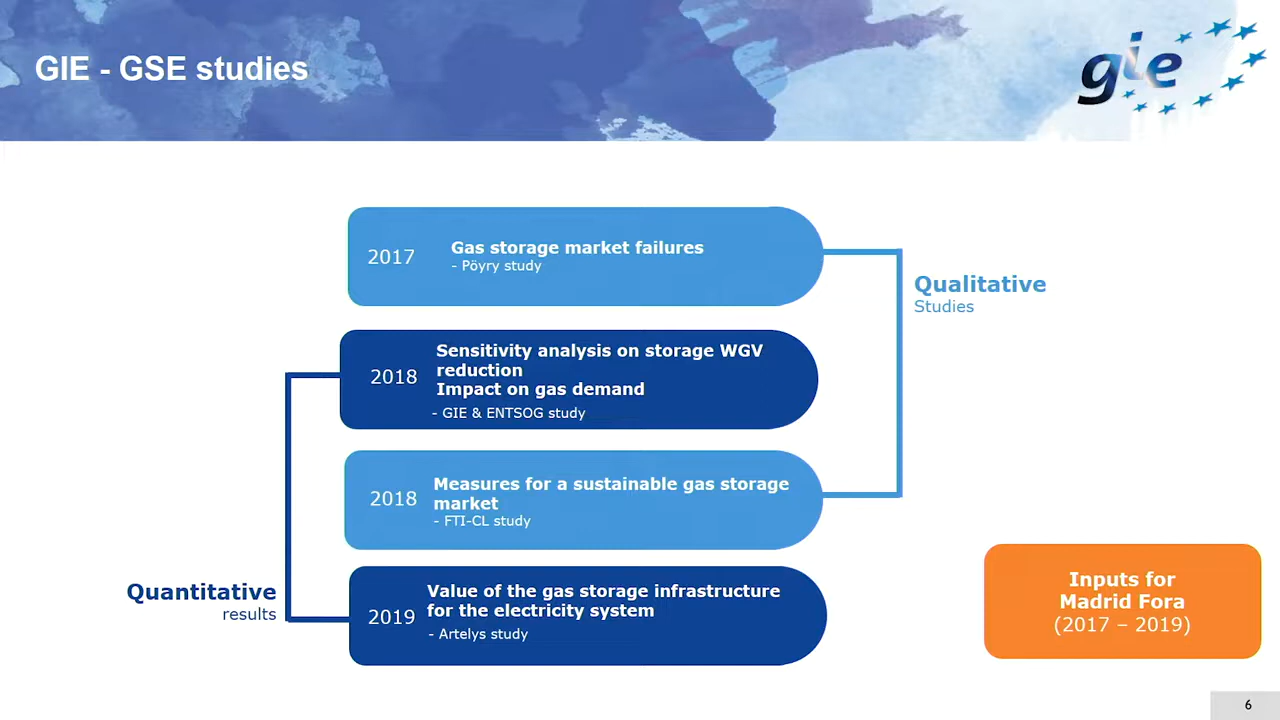 GIE - GSE studies
gie
2017
Gas storage market failures
- Pöyry study
Qualitative
Studies
2018
Sensitivity analysis on storage WGV
reduction
Impact on gas demand
- GIE & ENTSOG study
2018
Measures for a sustainable gas storage
market
- FTI-CL study
Quantitative
results
2019
Value of the gas storage infrastructure
for the electricity system
- Artelys study
Inputs for
Madrid Fora
(2017 – 2019)
6